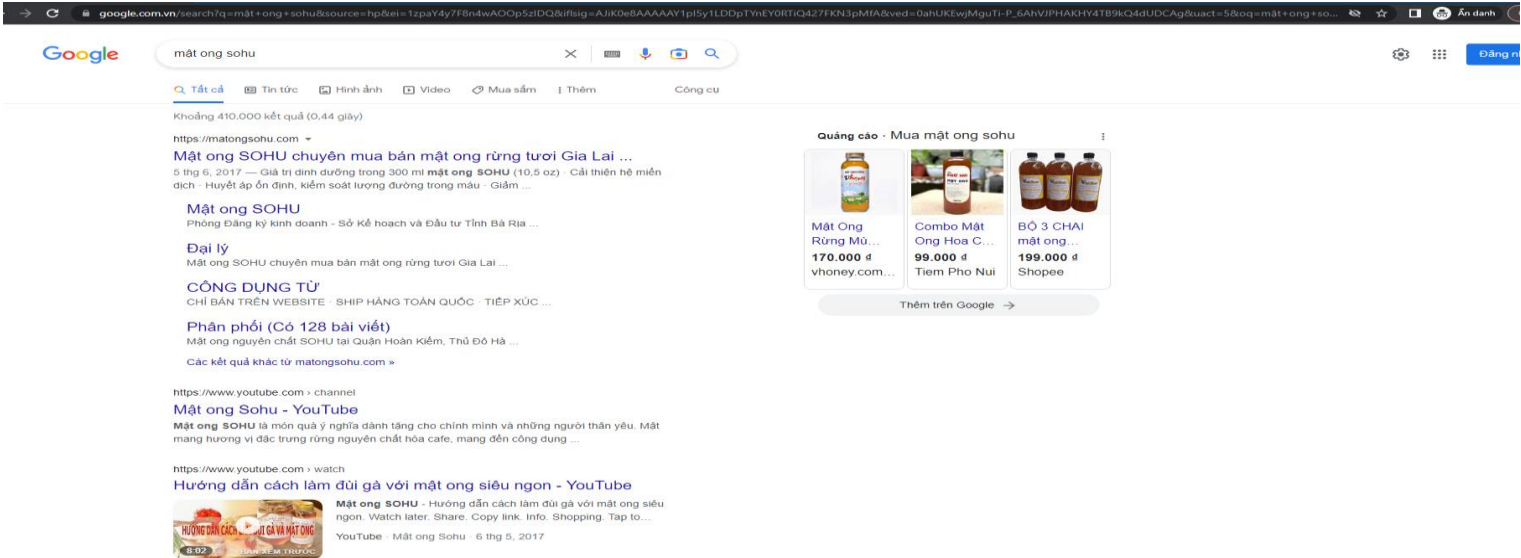 google.com.vn/search?q=mật+ong+sohu&source=hp&ei=1zpaY4y7F8n4wAOOp5zIDQ&iflsig=AJiK0e8AAAAAY1pI5y1LDDpTYnEY0RTiQ427FKN3pMfA&ved=0ahUKEwjMguTi-P_6AhVJPHAKHY4TB9kQ4dUDCAg&uact=5&oq=mật+ong+so...
Ẩn danh
Google
mật ong sohu
Tất cả
Tin tức
Hình ảnh
Video
Mua sắm
Thêm
Công cụ
Đăng nh
Khoảng 410.000 kết quả (0,44 giây)
https://matongsohu.com
Mật ong SOHU chuyên mua bán mật ong rừng tươi Gia Lai ...
5 thg 6, 2017 — Giá trị dinh dưỡng trong 300 ml mật ong SOHU (10,5 oz) · Cải thiện hệ miễn
dịch · Huyết áp ổn định, kiểm soát lượng đường trong máu · Giảm ...
Mật ong SOHU
Phòng Đăng ký kinh doanh - Sở Kế hoạch và Đầu tư Tỉnh Bà Rịa ...
Đại lý
Mật ong SOHU chuyên mua bán mật ong rừng tươi Gia Lai ...
CÔNG DỤNG TỪ
CHỈ BÁN TRÊN WEBSITE · SHIP HÀNG TOÀN QUỐC · TIẾP XÚC ...
Phân phối (Có 128 bài viết)
Mật ong nguyên chất SOHU tại Quận Hoàn Kiếm, Thủ Đô Hà ...
Các kết quả khác từ matongsohu.com »
https://www.youtube.com › channel
Mật ong Sohu - YouTube
Mật ong SOHU là món quà ý nghĩa dành tặng cho chính mình và những người thân yêu. Mật
mang hương vị đặc trưng rừng nguyên chất hòa cafe, mang đến công dụng ...
https://www.youtube.com › watch
Hướng dẫn cách làm đùi gà với mật ong siêu ngon - YouTube
HƯỚNG DẪN CÁCH
ĐÙI GÀ VÀ MẬT ONG
8:02
BẢN XEM TRƯỚC
Mật ong SOHU - Hướng dẫn cách làm đùi gà với mật ong siêu
ngon. Watch later. Share. Copy link. Info. Shopping. Tap to...
YouTube · Mật ong Sohu · 6 thg 5, 2017
Quảng cáo · Mua mật ong sohu
Mật Ong
Rừng Mù...
170.000 ₫
vhoney.com...
Combo Mật
Ong Hoa C...
99.000 ₫
Tiem Pho Nui
BỘ 3 CHAI
mật ong...
199.000 ₫
Shopee
Thêm trên Google